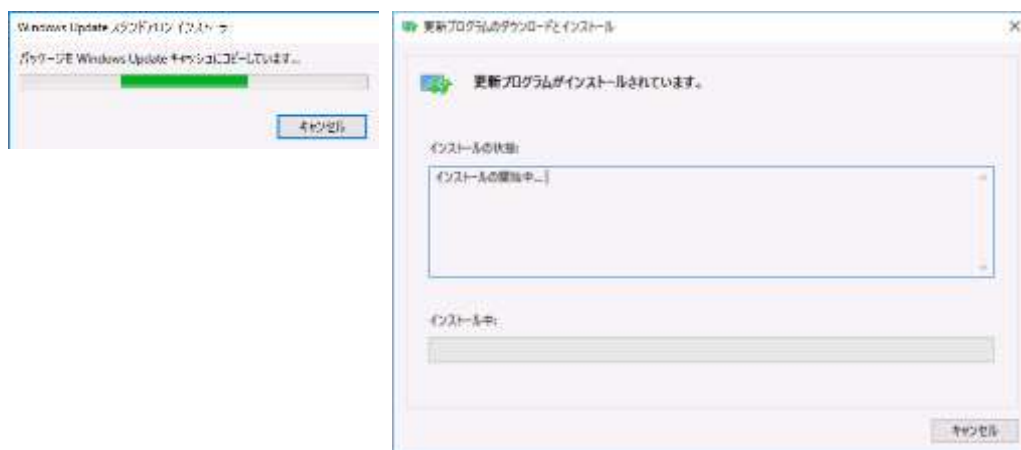 Windows Update スタンドアロン インストーラー
パッケージを Windows Update キャッシュにコピーしています...
キャンセル
更新プログラムのダウンロードとインストール
更新プログラムがインストールされています。
インストールの状態:
インストールの開始中...
インストール中:
キャンセル